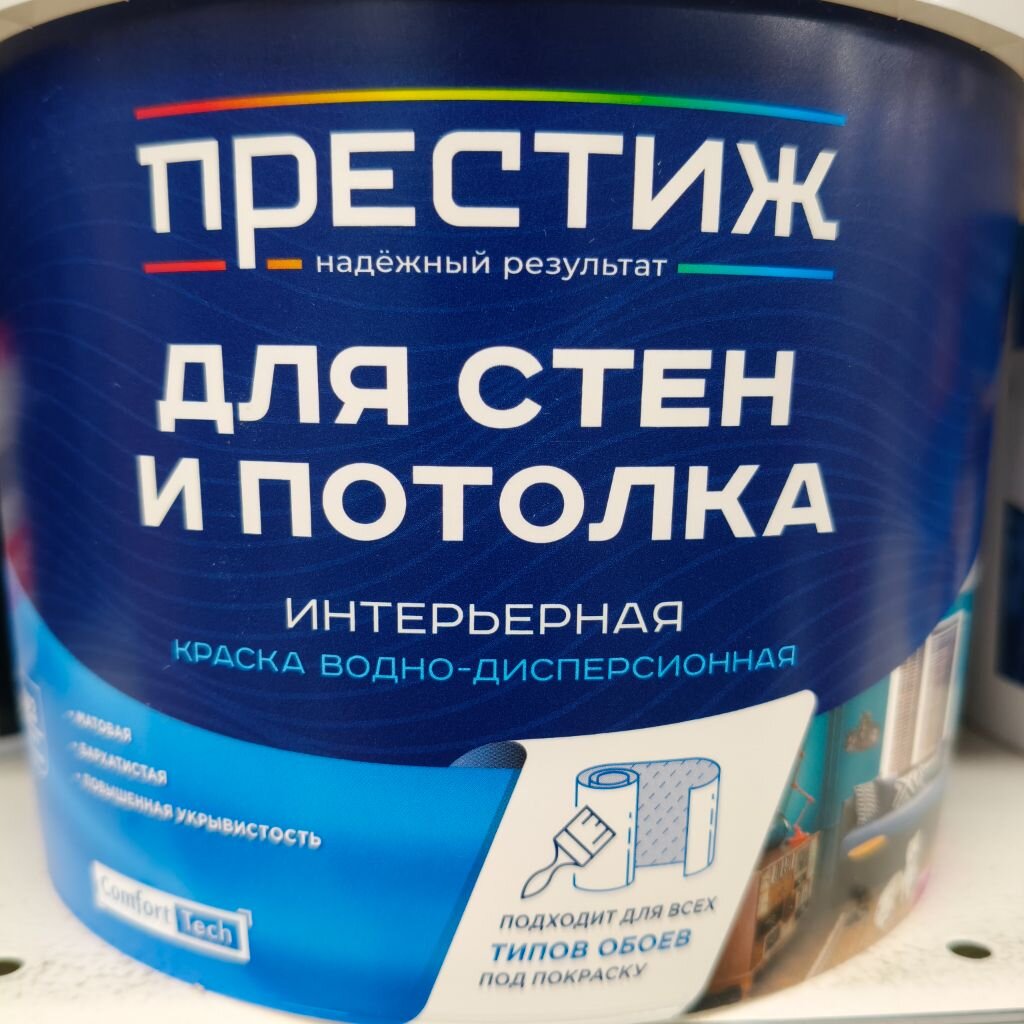 ПРЕСТИЖ
надёжный результат
ДЛЯ СТЕН
И ПОТОЛКА
ИНТЕРЬЕРНАЯ
КРАСКА ВОДНО-ДИСПЕРСИОННАЯ
• МАТОВАЯ
• БАРХАТИСТАЯ
• ПОВЫШЕННАЯ УКРЫВИСТОСТЬ
Comfort Tech
ПОДХОДИТ ДЛЯ ВСЕХ
ТИПОВ ОБОЕВ
ПОД ПОКРАСКУ